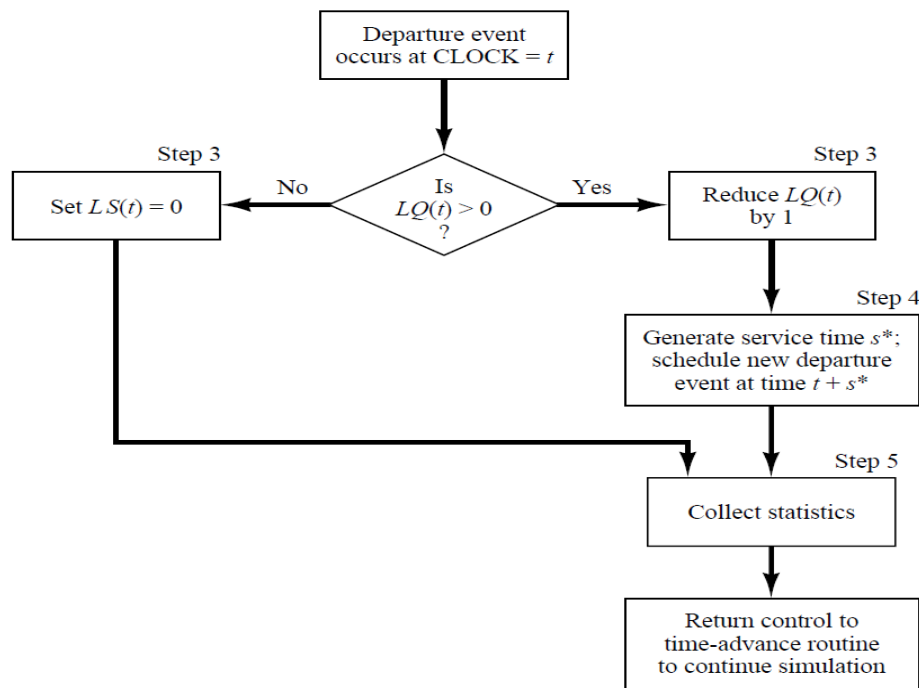 Departure event
occurs at CLOCK = t
Step 3
Set LS(t) = 0
No
Is
LQ(t) > 0
?
Yes
Step 3
Reduce LQ(t)
by 1
Step 4
Generate service time s*;
schedule new departure
event at time t + s*
Step 5
Collect statistics
Return control to
time-advance routine
to continue simulation